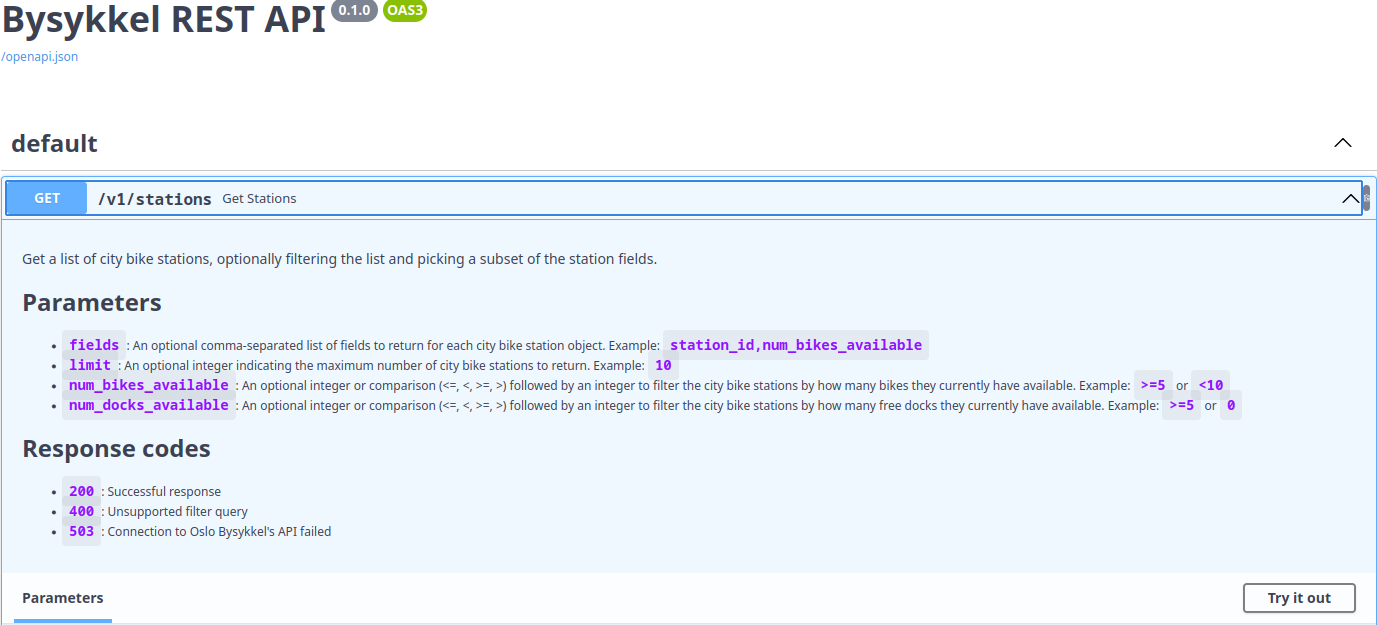 Bysykkel REST API 0.1.0 OAS3
/openapi.json
default
GET /v1/stations Get Stations
Get a list of city bike stations, optionally filtering the list and picking a subset of the station fields.
Parameters
• fields : An optional comma-separated list of fields to return for each city bike station object. Example: station_id,num_bikes_available
• limit : An optional integer indicating the maximum number of city bike stations to return. Example: 10
• num_bikes_available : An optional integer or comparison (<=, <, >=, >) followed by an integer to filter the city bike stations by how many bikes they currently have available. Example: >=5 or <10
• num_docks_available : An optional integer or comparison (<=, <, >=, >) followed by an integer to filter the city bike stations by how many free docks they currently have available. Example: >=5 or 0
Response codes
• 200 : Successful response
• 400 : Unsupported filter query
• 503 : Connection to Oslo Bysykkel's API failed
Parameters Try it out